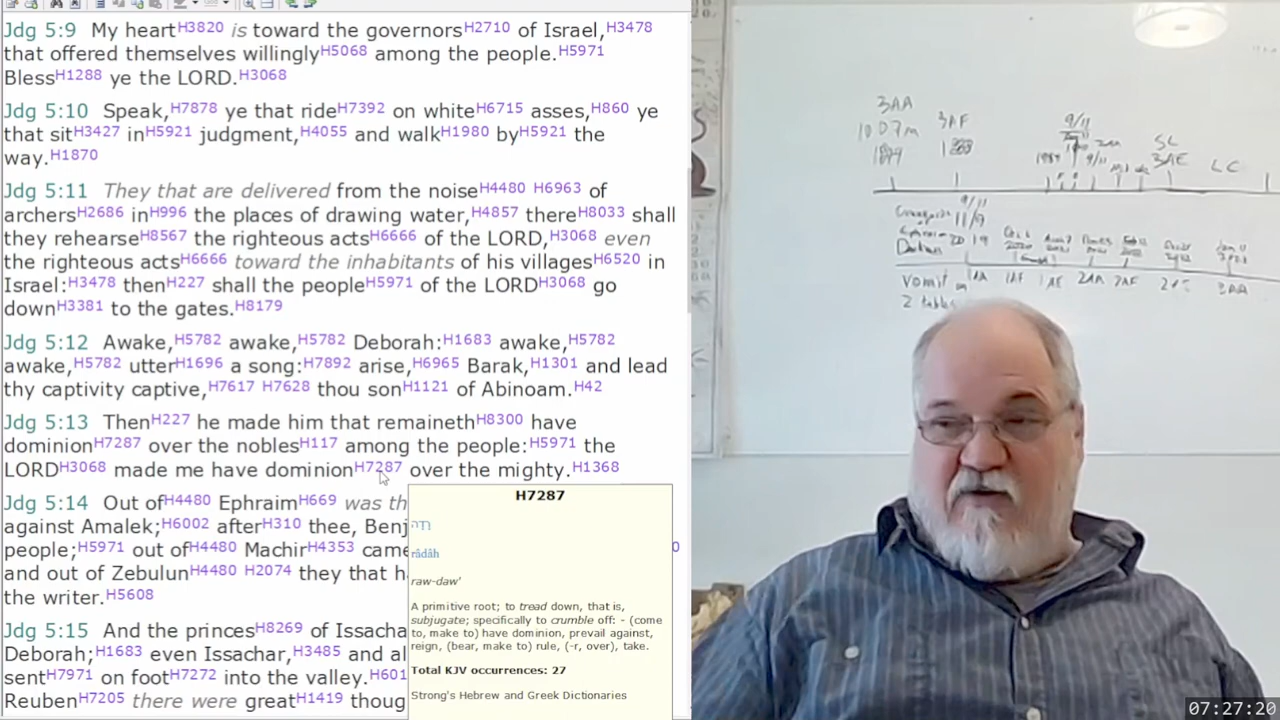 Jdg 5:9 My heartH3820 is toward the governorsH2710 of Israel,H3478
that offered themselves willinglyH5068 among the people.H5971
BlessH1288 ye the LORD.H3068
Jdg 5:10 Speak,H7878 ye that rideH7392 on whiteH6715 asses,H860 ye
that sitH3427 inH5921 judgment,H4055 and walkH1980 byH5921 the
way.H1870
Jdg 5:11 They that are delivered from the noiseH4480 H6963 of
archersH2686 inH996 the places of drawing water,H4857 thereH8033 shall
they rehearseH8567 the righteous actsH6666 of the LORD,H3068 even
the righteous actsH6666 toward the inhabitants of his villagesH6520 in
Israel:H3478 thenH227 shall the peopleH5971 of the LORDH3068 go
downH3381 to the gates.H8179
Jdg 5:12 Awake,H5782 awake,H5782 Deborah:H1683 awake,H5782
awake,H5782 utterH1696 a song:H7892 arise,H6965 Barak,H1301 and lead
thy captivity captive,H7617 H7628 thou sonH1121 of Abinoam.H42
Jdg 5:13 ThenH227 he made him that remainethH8300 have
dominionH7287 over the noblesH117 among the people:H5971 the
LORDH3068 made me have dominionH7287 over the mighty.H1368
Jdg 5:14 Out ofH4480 EphraimH669 was th
against Amalek;H6002 afterH310 thee, Benj
people;H5971 out ofH4480 MachirH4353 came
and out of ZebulunH4480 H2074 they that h
the writer.H5608
Jdg 5:15 And the princesH8269 of Issacha
Deborah;H1683 even Issachar,H3485 and al
sentH7971 on footH7272 into the valley.H601
ReubenH7205 there were greatH1419 thoug
H7287
רדה
râdâh
raw-daw'
A primitive root; to tread down, that is,
subjugate; specifically to crumble off: - (come
to, make to) have dominion, prevail against,
reign, (bear, make to) rule, (-r, over), take.
Total KJV occurrences: 27
Strong's Hebrew and Greek Dictionaries
3AA
3AF
9/11
SL
LC
1989
9/11
11/9
19
vomit
1AA 1AF 1AE 2AA 2AF 3AA
2 tables
07:27:20